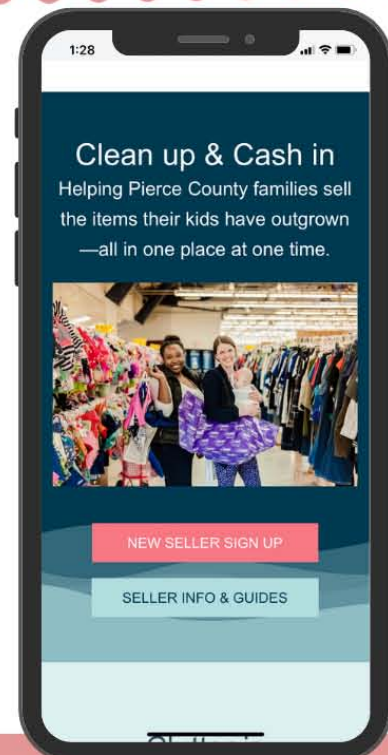 1:28
Clean up & Cash in
Helping Pierce County families sell
the items their kids have outgrown
—all in one place at one time.
NEW SELLER SIGN UP
SELLER INFO & GUIDES